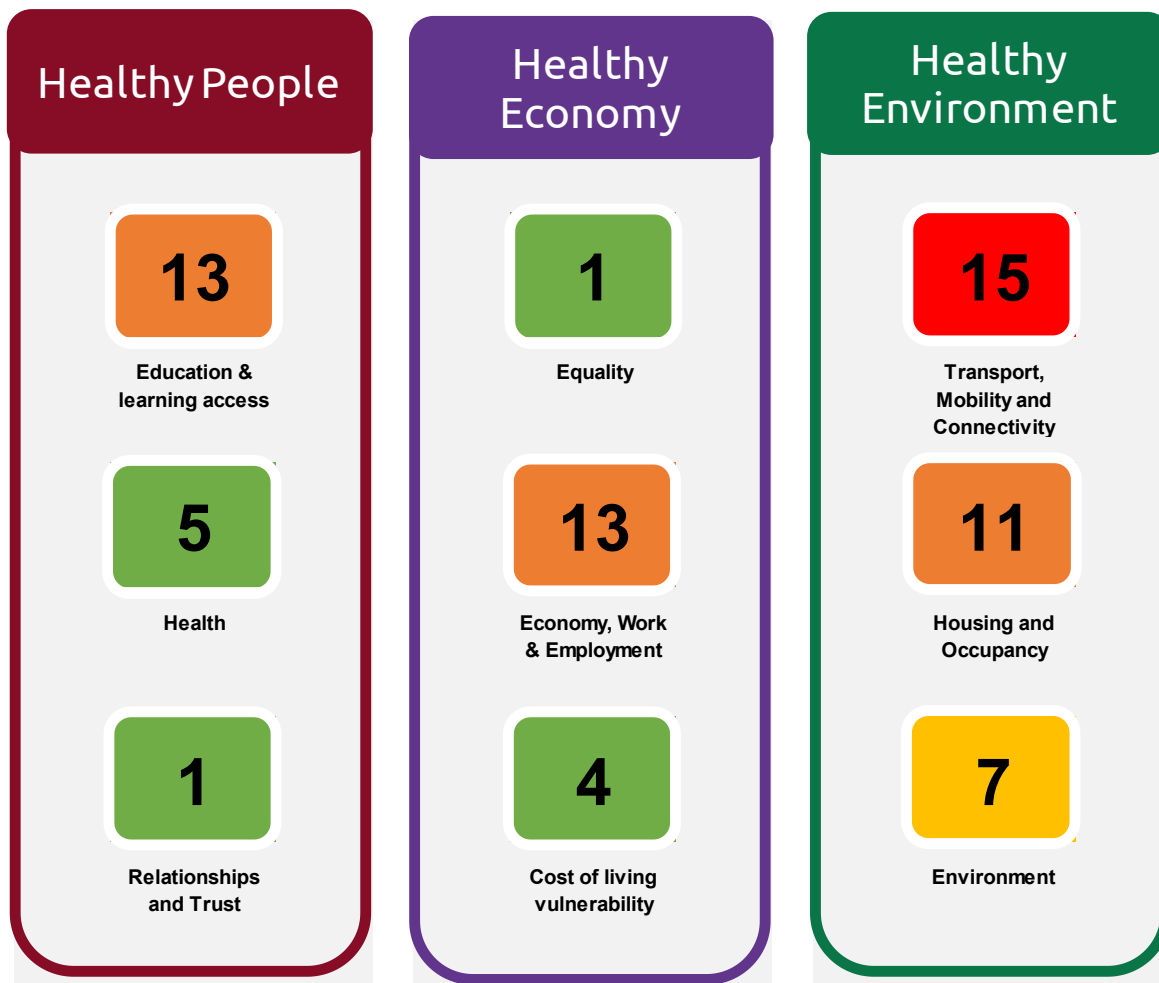 Healthy People
13
Education &
learning access
5
Health
1
Relationships
and Trust
Healthy
Economy
1
Equality
13
Economy, Work
& Employment
4
Cost of living
vulnerability
Healthy
Environment
15
Transport,
Mobility and
Connectivity
11
Housing and
Occupancy
7
Environment